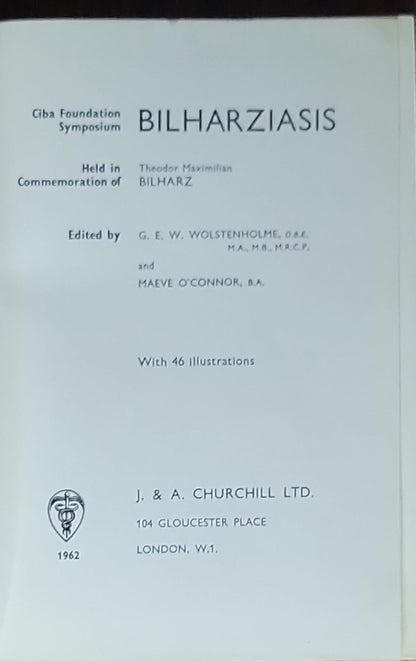 Ciba Foundation
Symposium
BILHARZIASIS
Held in
Commemoration of
Theodor Maximilian
BILHARZ
Edited by
G. E. W. WOLSTENHOLME, O.B.E.
M.A., M.B., M.R.C.P.
and
MAEVE O'CONNOR, B.A.
With 46 illustrations
J. & A. CHURCHILL LTD.
104 GLOUCESTER PLACE
LONDON, W.1.
1962